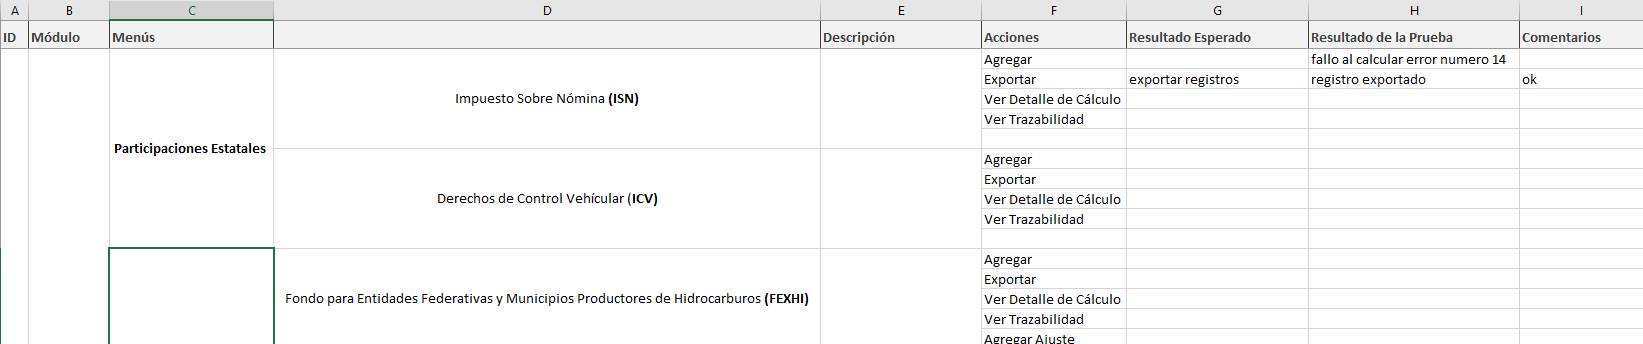 A B C D E F G H I
ID Módulo Menús Descripción Acciones Resultado Esperado Resultado de la Prueba Comentarios
Participaciones Estatales
Impuesto Sobre Nómina (ISN)
Agregar fallo al calcular error numero 14
Exportar exportar registros registro exportado ok
Ver Detalle de Cálculo
Ver Trazabilidad
Derechos de Control Vehícular (ICV)
Agregar
Exportar
Ver Detalle de Cálculo
Ver Trazabilidad
Fondo para Entidades Federativas y Municipios Productores de Hidrocarburos (FEXHI)
Agregar
Exportar
Ver Detalle de Cálculo
Ver Trazabilidad
Agregar Ajuste